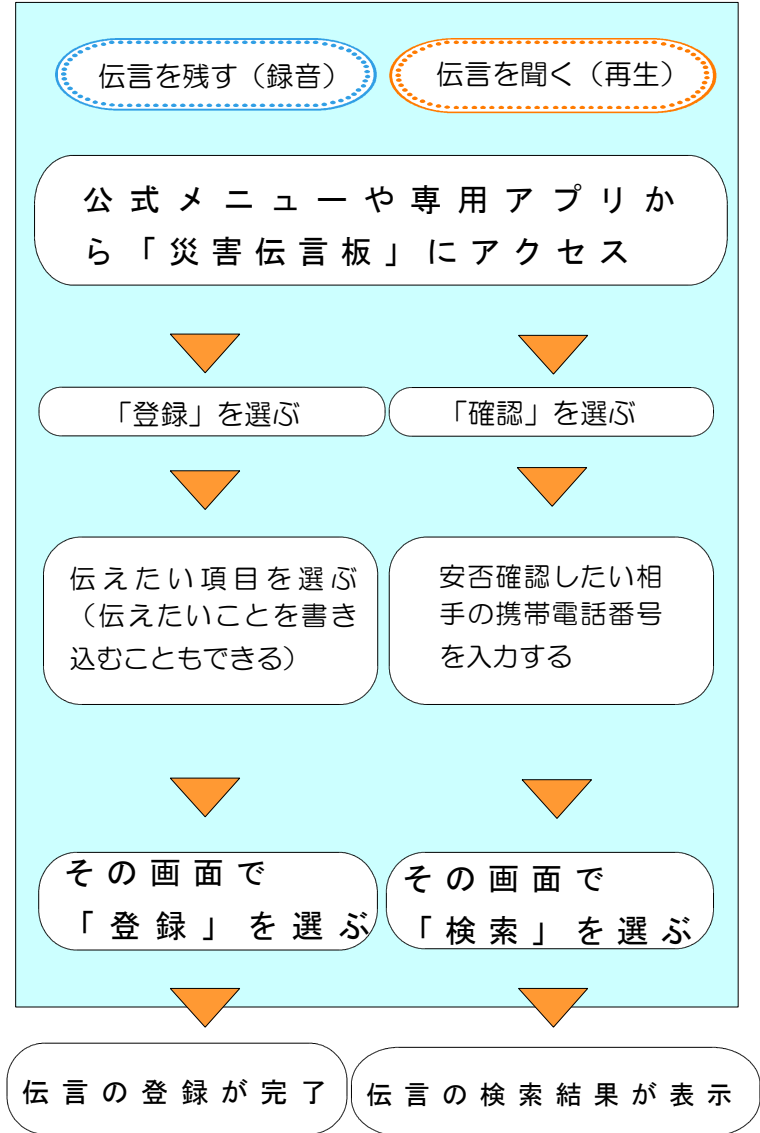 伝言を残す（録音）
伝言を聞く（再生）
公式メニューや専用アプリか
ら「災害伝言板」にアクセス
「登録」を選ぶ
「確認」を選ぶ
伝えたい項目を選ぶ
（伝えたいことを書き
込むこともできる）
安否確認したい相
手の携帯電話番号
を入力する
その画面で
「登録」を選ぶ
その画面で
「検索」を選ぶ
伝言の登録が完了
伝言の検索結果が表示